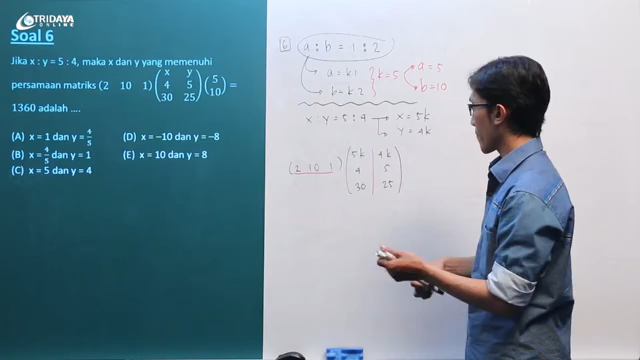 TRIDAYA
ONLINE
Soal 6
Jika x : y = 5 : 4, maka x dan y yang memenuhi
persamaan matriks (2 10 1) (x y
4 5
30 25) (5
10) =
1360 adalah ....
(A) x = 1 dan y = 4/5
(B) x = 4/5 dan y = 1
(C) x = 5 dan y = 4
(D) x = −10 dan y = −8
(E) x = 10 dan y = 8
6 a : b = 1 : 2
a = k1
b = k2
} k = 5
a = 5
b = 10
x : y = 5 : 4 → x = 5k
y = 4k
(2 10 1) (5k 4k
4 5
30 25)